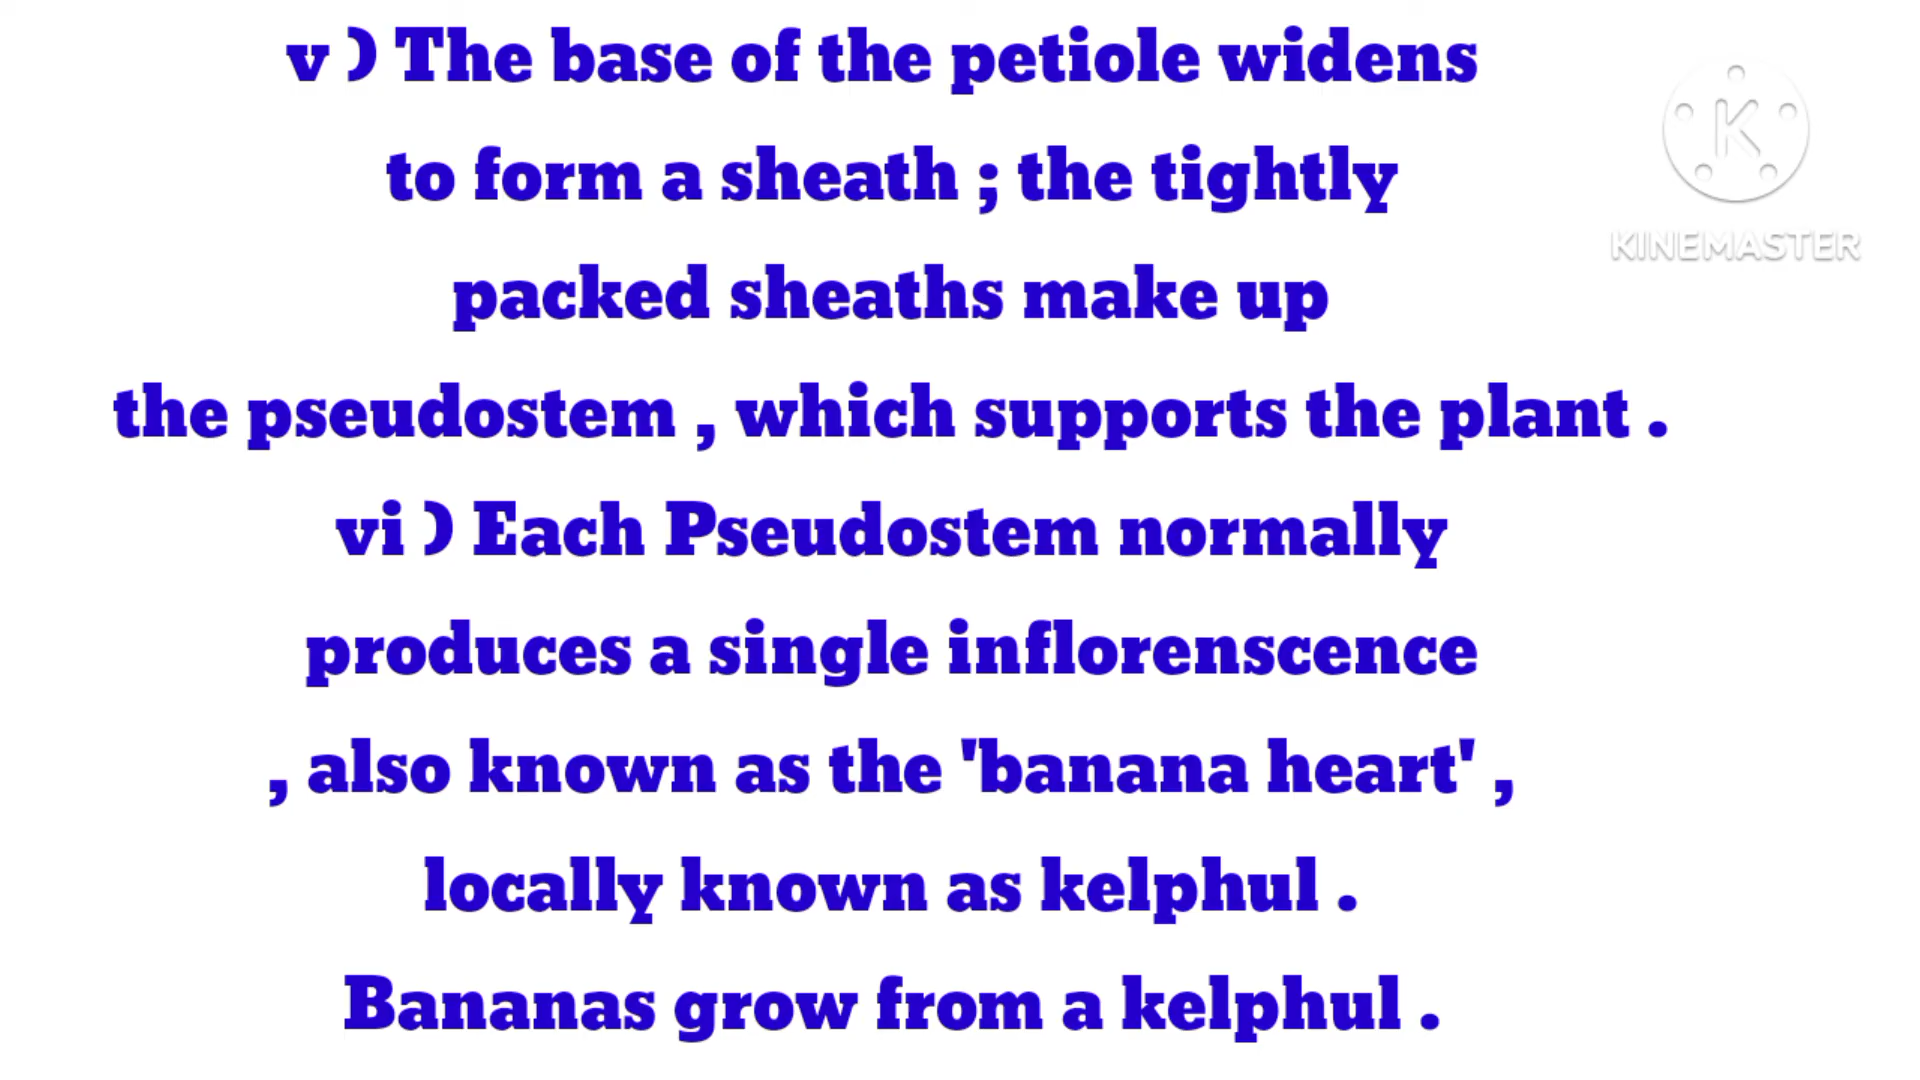 v ) The base of the petiole widens
to form a sheath ; the tightly
packed sheaths make up
the pseudostem , which supports the plant .
vi ) Each Pseudostem normally
produces a single inflorenscence
, also known as the 'banana heart' ,
locally known as kelphul .
Bananas grow from a kelphul .
K
KINEMASTER